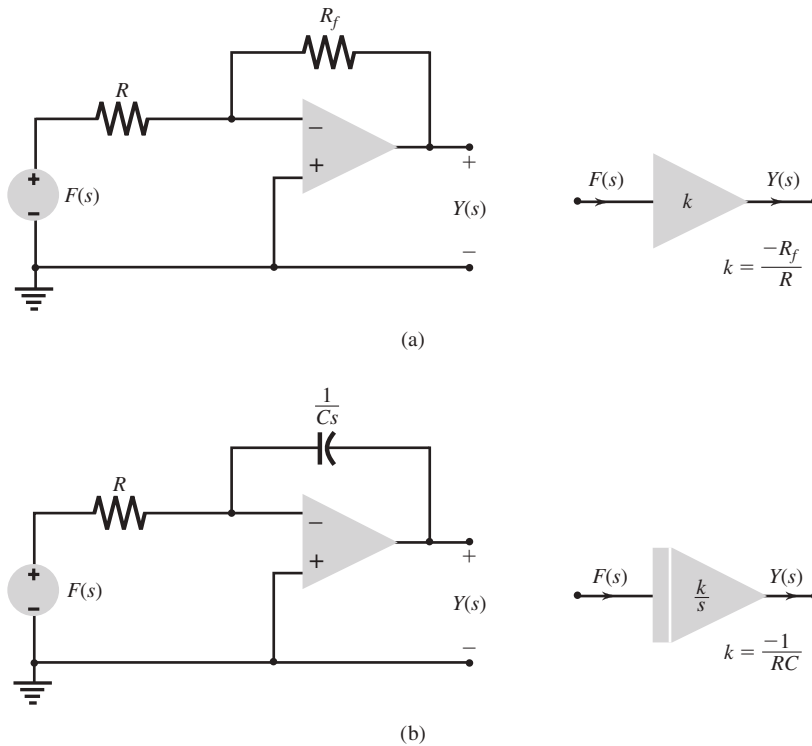 R_f
R
−
+
+
−
F(s)
+
Y(s)
−
F(s)
k
Y(s)
k = −R_f / R
(a)
1/Cs
R
−
+
+
−
F(s)
+
Y(s)
−
F(s)
k/s
Y(s)
k = −1 / RC
(b)